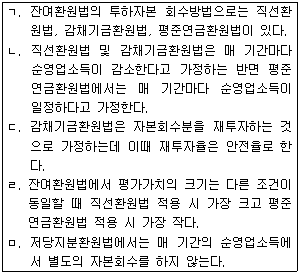 ㄱ. 잔여환원법의 투하자본 회수방법으로는 직선환
원법, 감채기금환원법, 평준연금환원법이 있다.
ㄴ. 직선환원법 및 감채기금환원법은 매 기간마다
순영업소득이 감소한다고 가정하는 반면 평준
연금환원법에서는 매 기간마다 순영업소득이
일정하다고 가정한다.
ㄷ. 감채기금환원법은 자본회수분을 재투자하는 것
으로 가정하는데 이때 재투자율은 안전율로 한
다.
ㄹ. 잔여환원법에서 평가가치의 크기는 다른 조건이
동일할 때 직선환원법 적용 시 가장 크고 평준
연금환원법 적용 시 가장 작다.
ㅁ. 저당지분환원법에서는 매 기간의 순영업소득에
서 별도의 자본회수를 하지 않는다.